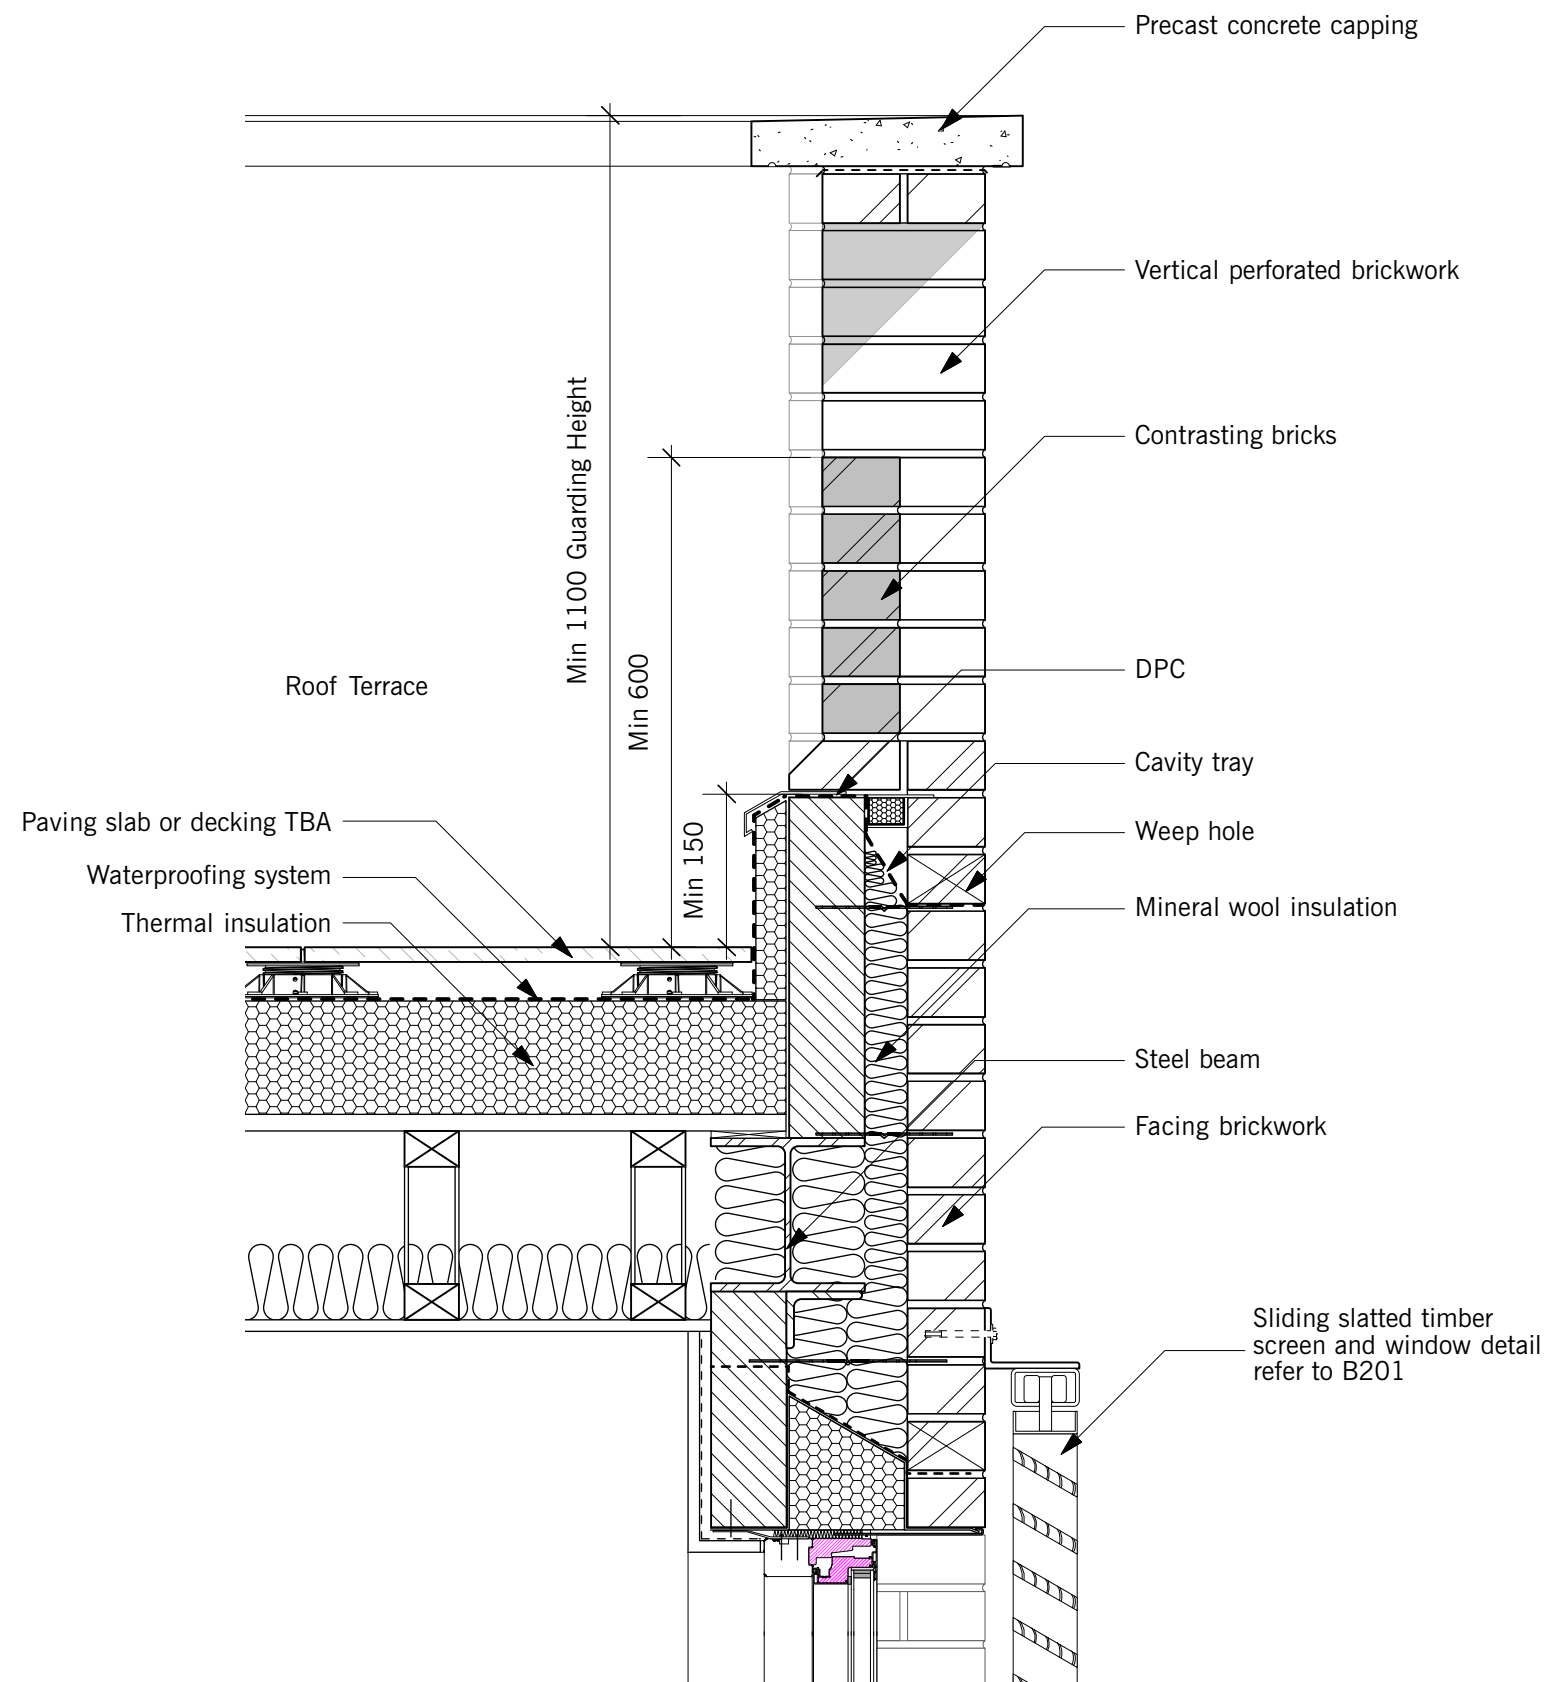 Precast concrete capping
Vertical perforated brickwork
Min 1100 Guarding Height
Contrasting bricks
Min 600
Roof Terrace
DPC
Cavity tray
Paving slab or decking TBA
Min 150
Weep hole
Waterproofing system
Thermal insulation
Mineral wool insulation
Steel beam
Facing brickwork
Sliding slatted timber
screen and window detail
refer to B201